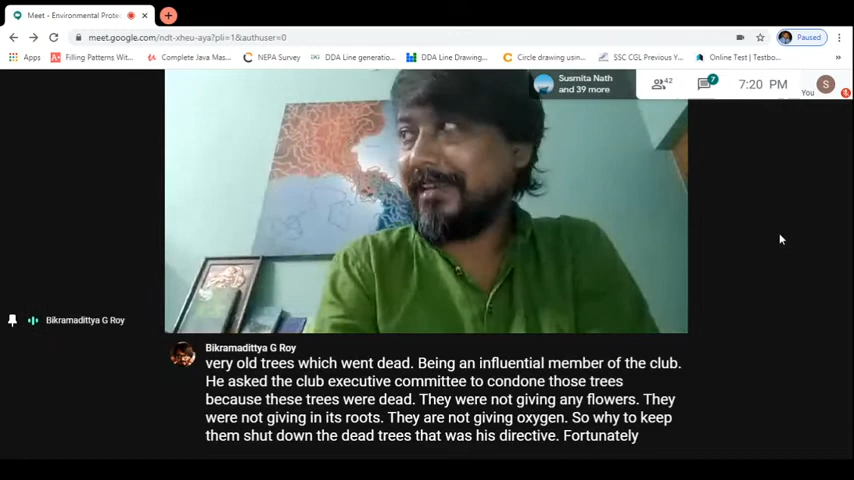 Meet - Environmental Prote
meet.google.com/ndt-xheu-aya?pli=1&authuser=0
Paused
Apps
Filling Patterns Wit...
Complete Java Mas...
NEPA Survey
DDA Line generatio...
DDA Line Drawing...
Circle drawing usin...
SSC CGL Previous Y...
Online Test | Testbo...
Susmita Nath
and 39 more
42
7
7:20 PM
You
S
Bikramadittya G Roy
Bikramadittya G Roy
very old trees which went dead. Being an influential member of the club.
He asked the club executive committee to condone those trees
because these trees were dead. They were not giving any flowers. They
were not giving in its roots. They are not giving oxygen. So why to keep
them shut down the dead trees that was his directive. Fortunately